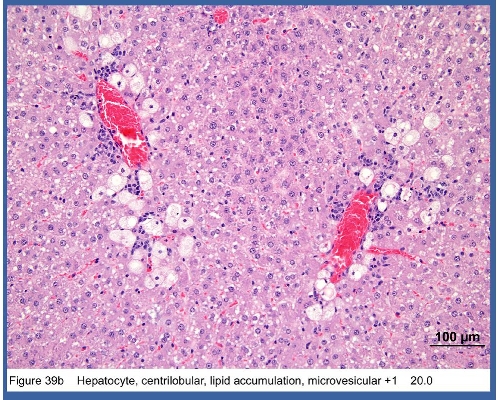 100 µm
Figure 39b Hepatocyte, centrilobular, lipid accumulation, microvesicular +1 20.0